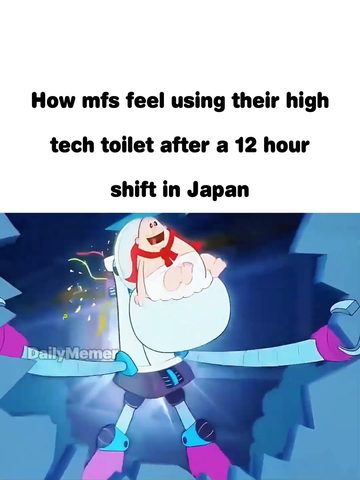 How mfs feel using their high
tech toilet after a 12 hour
shift in Japan
DailyMemer